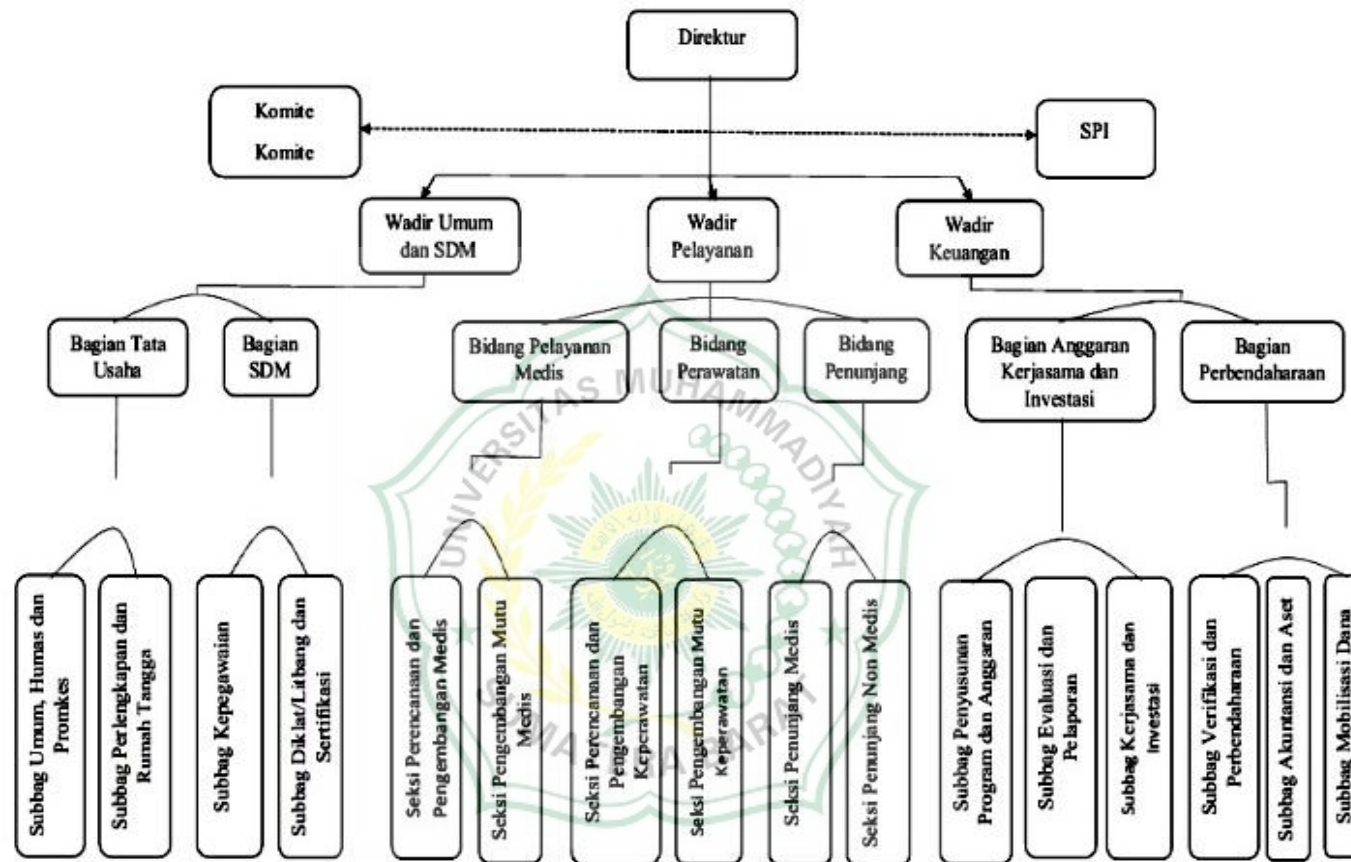 Direktur
Komite
Komite
SPI
Wadir Umum
dan SDM
Wadir
Pelayanan
Wadir
Keuangan
Bagian Tata
Usaha
Bagian
SDM
Bidang Pelayanan
Medis
Bidang
Perawatan
Bidang
Penunjang
Bagian Anggaran
Kerjasama dan
Investasi
Bagian
Perbendaharaan
UNIVERSITAS MUHAMMADIYAH
SUMATERA BARAT
Subbag Umum, Humas dan
Promkes
Subbag Perlengkapan dan
Rumah Tangga
Subbag Kepegawaian
Subbag Diklat/Litbang dan
Sertifikasi
Seksi Perencanaan dan
Pengembangan Medis
Seksi Pengembangan Mutu
Medis
Seksi Perencanaan dan
Pengembangan
Keperawatan
Seksi Pengembangan Mutu
Keperawatan
Seksi Penunjang Medis
Seksi Penunjang Non Medis
Subbag Penyusunan
Program dan Anggaran
Subbag Evaluasi dan
Pelaporan
Subbag Kerjasama dan
Investasi
Subbag Verifikasi dan
Perbendaharaan
Subbag Akuntansi dan Aset
Subbag Mobilisasi Dana